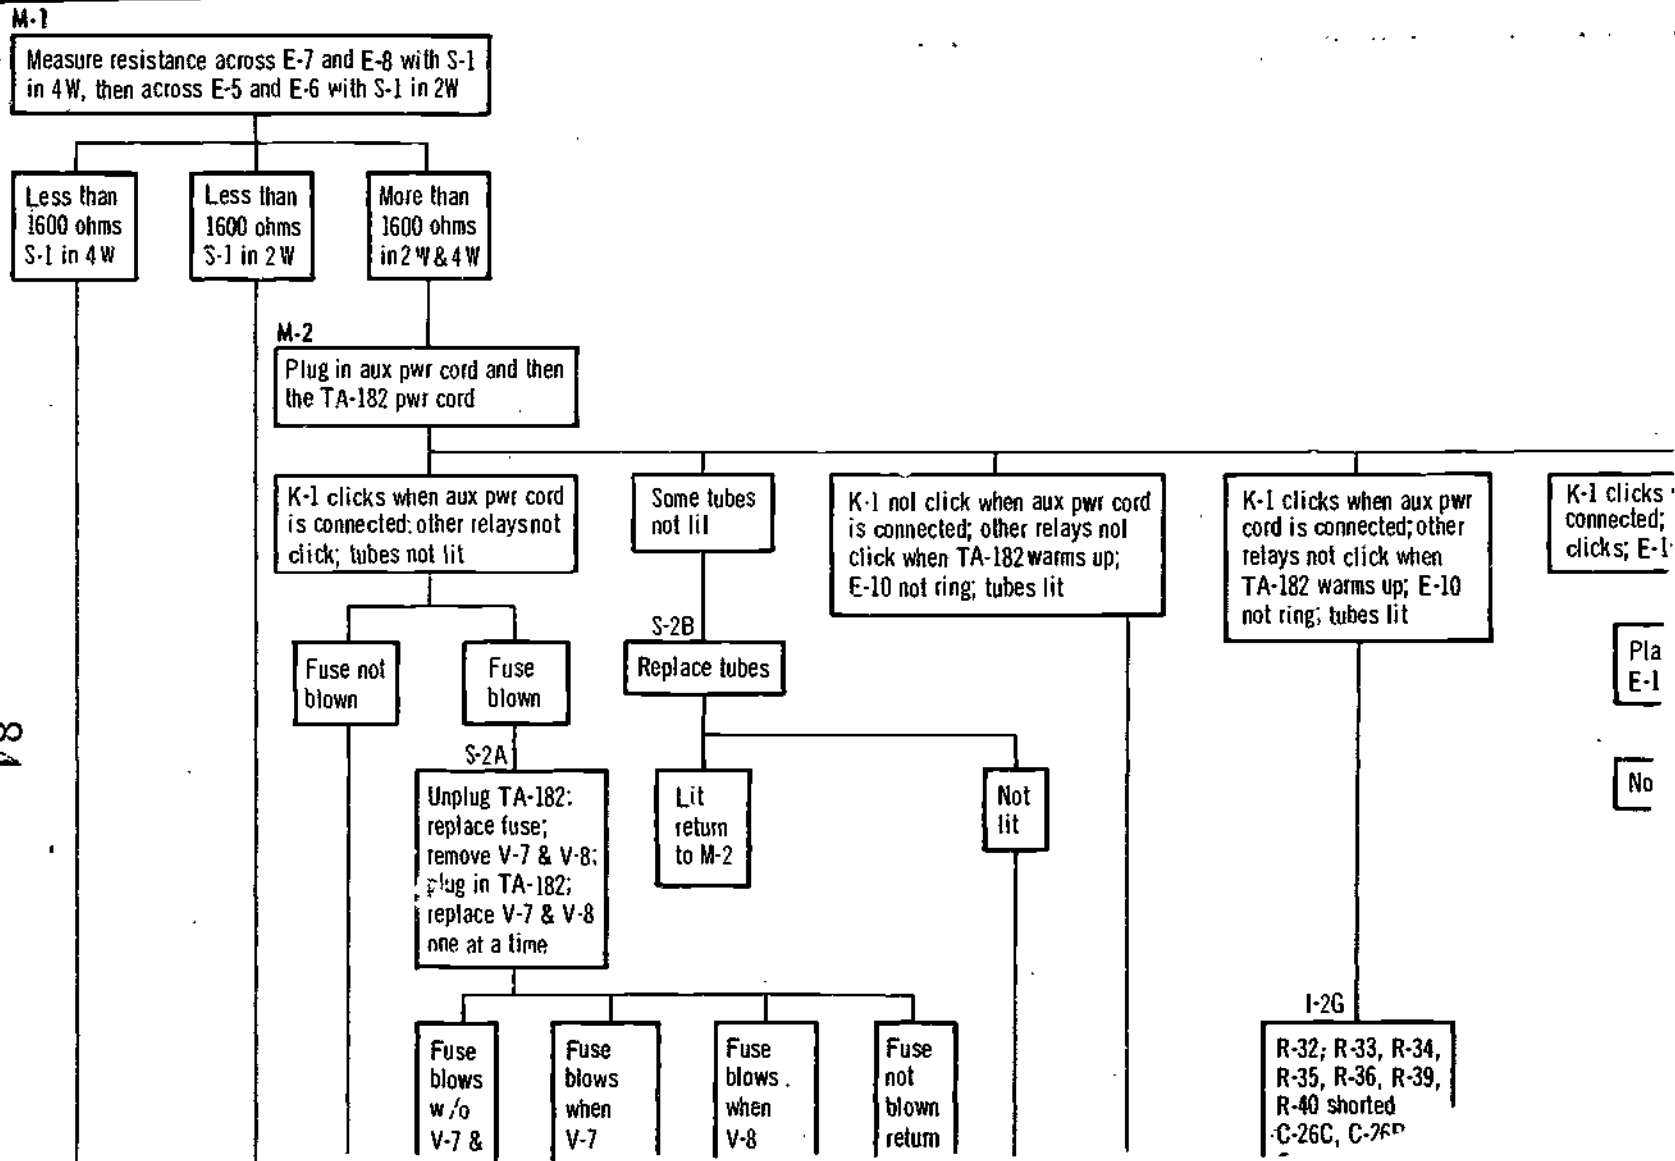 M-1
Measure resistance across E-7 and E-8 with S-1
in 4W, then across E-5 and E-6 with S-1 in 2W
Less than
1600 ohms
S-1 in 4W
Less than
1600 ohms
S-1 in 2W
More than
1600 ohms
in 2W & 4W
M-2
Plug in aux pwr cord and then
the TA-182 pwr cord
K-1 clicks when aux pwr cord
is connected; other relays not
click; tubes not lit
Some tubes
not lit
K-1 not click when aux pwr cord
is connected; other relays not
click when TA-182 warms up;
E-10 not ring; tubes lit
K-1 clicks when aux pwr
cord is connected; other
relays not click when
TA-182 warms up; E-10
not ring; tubes lit
K-1 clicks
connected;
clicks; E-1
Fuse not
blown
Fuse
blown
S-2B
Replace tubes
Pla
E-1
S-2A
Unplug TA-182:
replace fuse;
remove V-7 & V-8;
plug in TA-182;
replace V-7 & V-8
one at a time
Lit
return
to M-2
Not
lit
No
84
Fuse
blows
w/o
V-7 &
Fuse
blows
when
V-7
Fuse
blows
when
V-8
Fuse
not
blown
return
I-2G
R-32; R-33, R-34,
R-35, R-36, R-39,
R-40 shorted
C-26C,